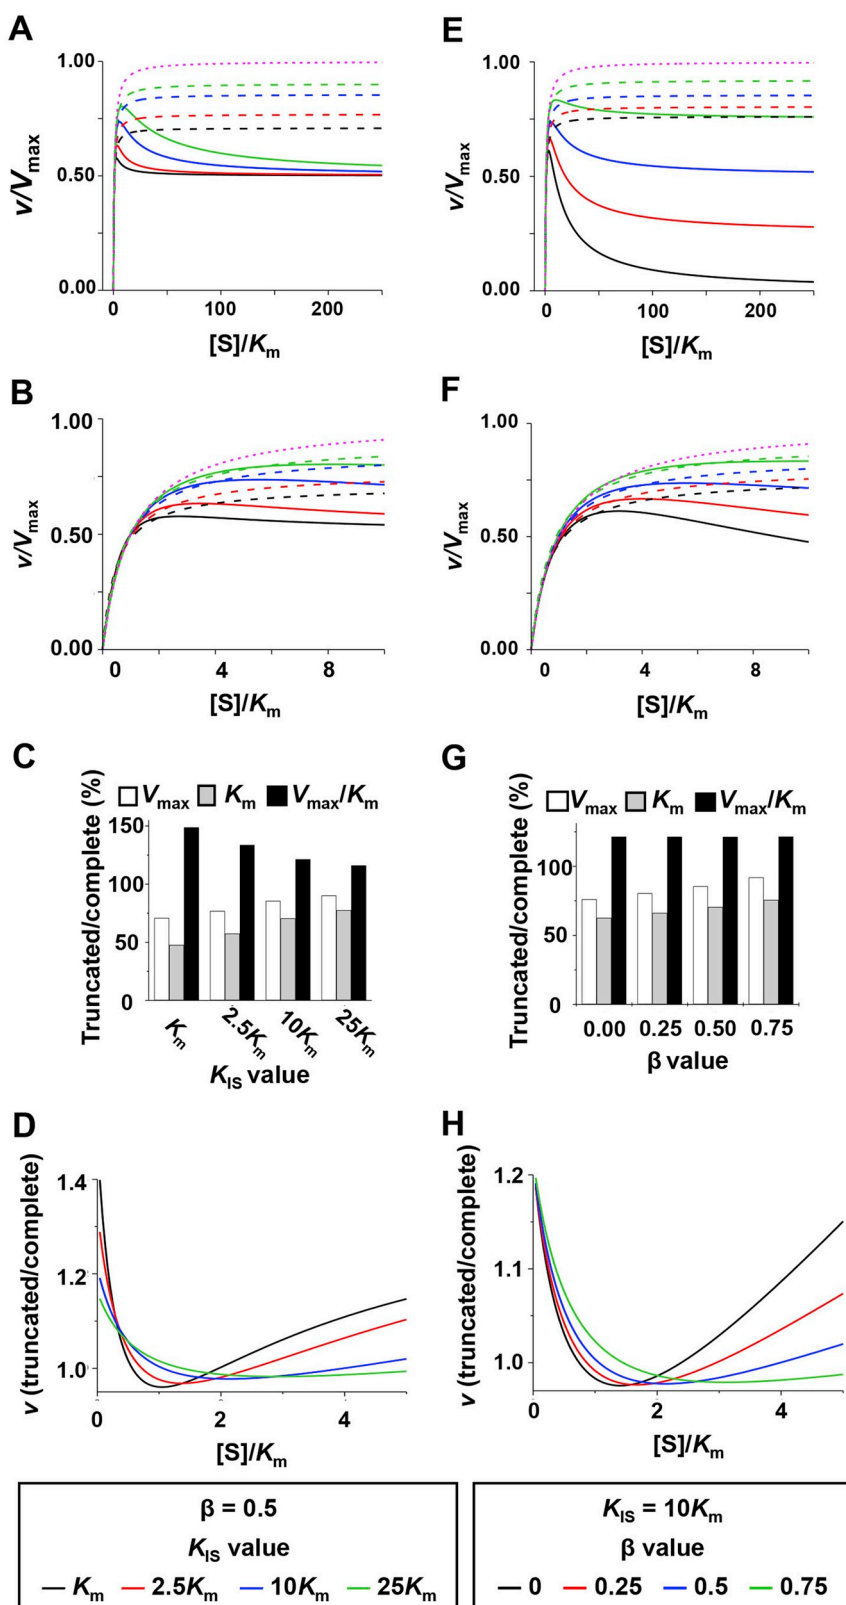 A
1.00
0.50
0.00
v/Vmax
0 100 200
[S]/Km
E
1.00
0.50
0.00
v/Vmax
0 100 200
[S]/Km
B
1.00
0.50
0.00
v/Vmax
0 4 8
[S]/Km
F
1.00
0.50
0.00
v/Vmax
0 4 8
[S]/Km
C
Vmax Km Vmax/Km
150
100
50
0
Truncated/complete (%)
Km 2.5Km 10Km 25Km
KIS value
G
Vmax Km Vmax/Km
100
50
0
Truncated/complete (%)
0.00 0.25 0.50 0.75
β value
D
1.4
1.2
1.0
v (truncated/complete)
0 2 4
[S]/Km
H
1.2
1.1
1.0
v (truncated/complete)
0 2 4
[S]/Km
β = 0.5
KIS value
Km 2.5Km 10Km 25Km
KIS = 10Km
β value
0 0.25 0.5 0.75